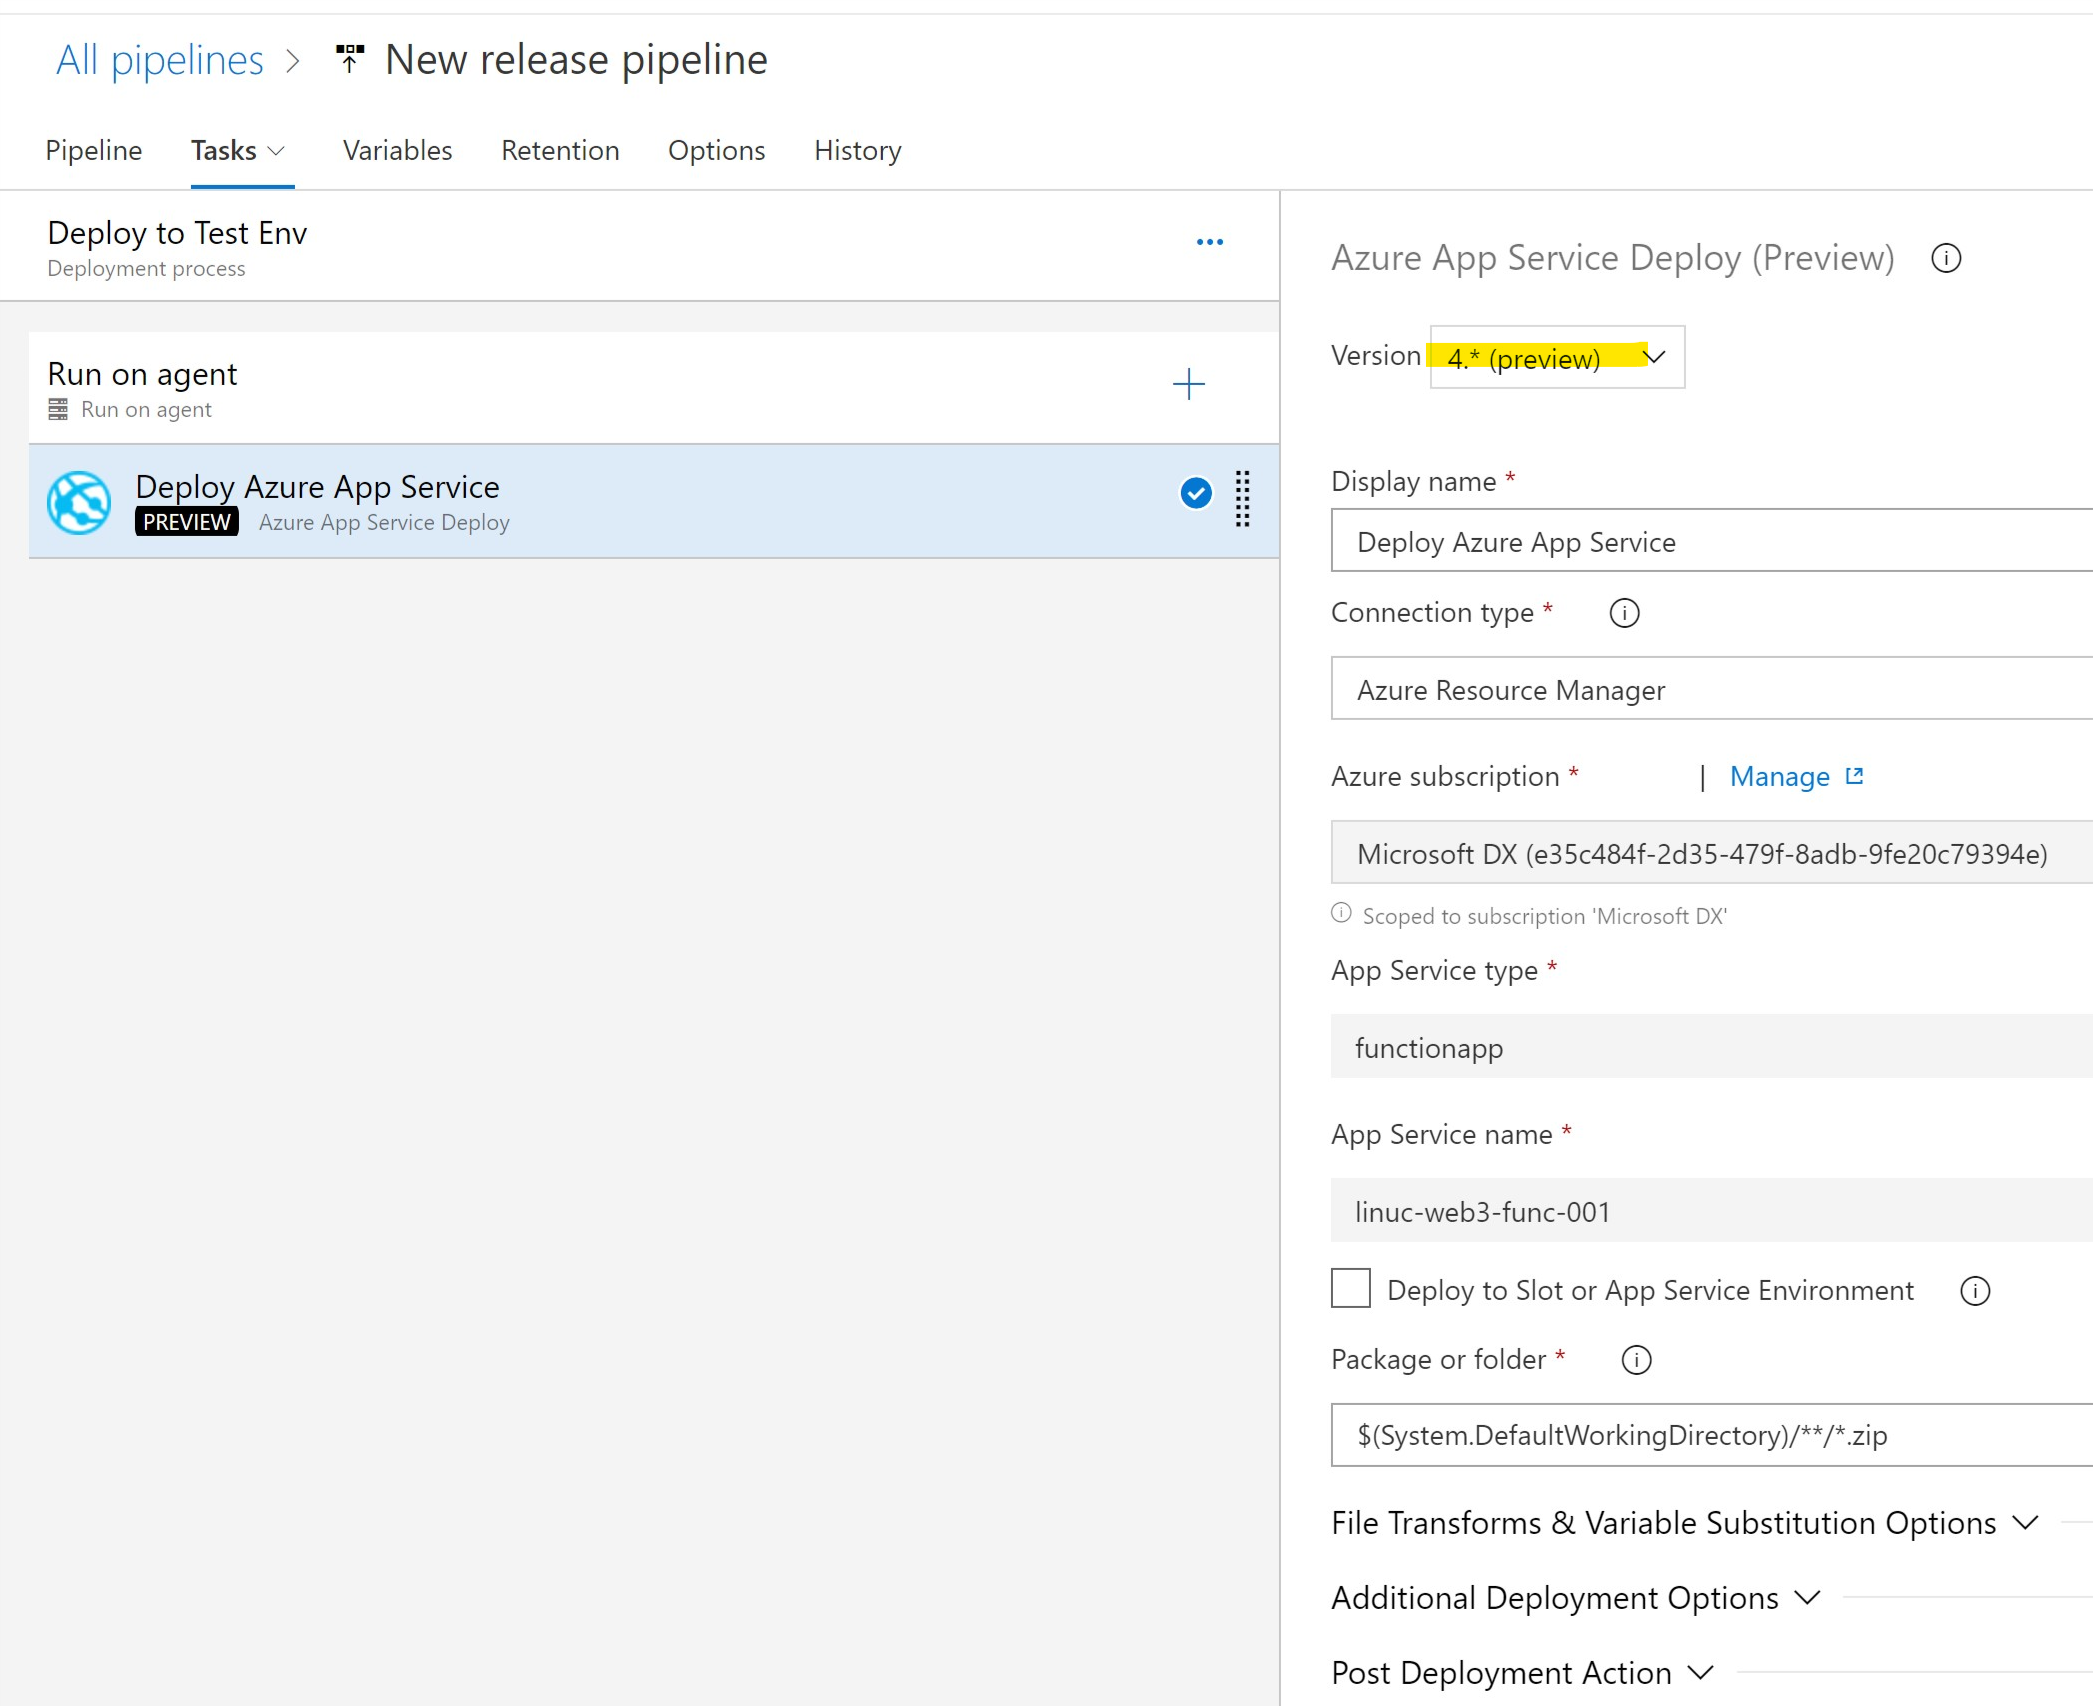 All pipelines > New release pipeline
Pipeline Tasks Variables Retention Options History
Deploy to Test Env
Deployment process
Run on agent
Run on agent
Deploy Azure App Service
PREVIEW Azure App Service Deploy
Azure App Service Deploy (Preview)
Version 4.* (preview)
Display name *
Deploy Azure App Service
Connection type *
Azure Resource Manager
Azure subscription * | Manage
Microsoft DX (e35c484f-2d35-479f-8adb-9fe20c79394e)
Scoped to subscription 'Microsoft DX'
App Service type *
functionapp
App Service name *
linuc-web3-func-001
Deploy to Slot or App Service Environment
Package or folder *
$(System.DefaultWorkingDirectory)/**/*.zip
File Transforms & Variable Substitution Options
Additional Deployment Options
Post Deployment Action